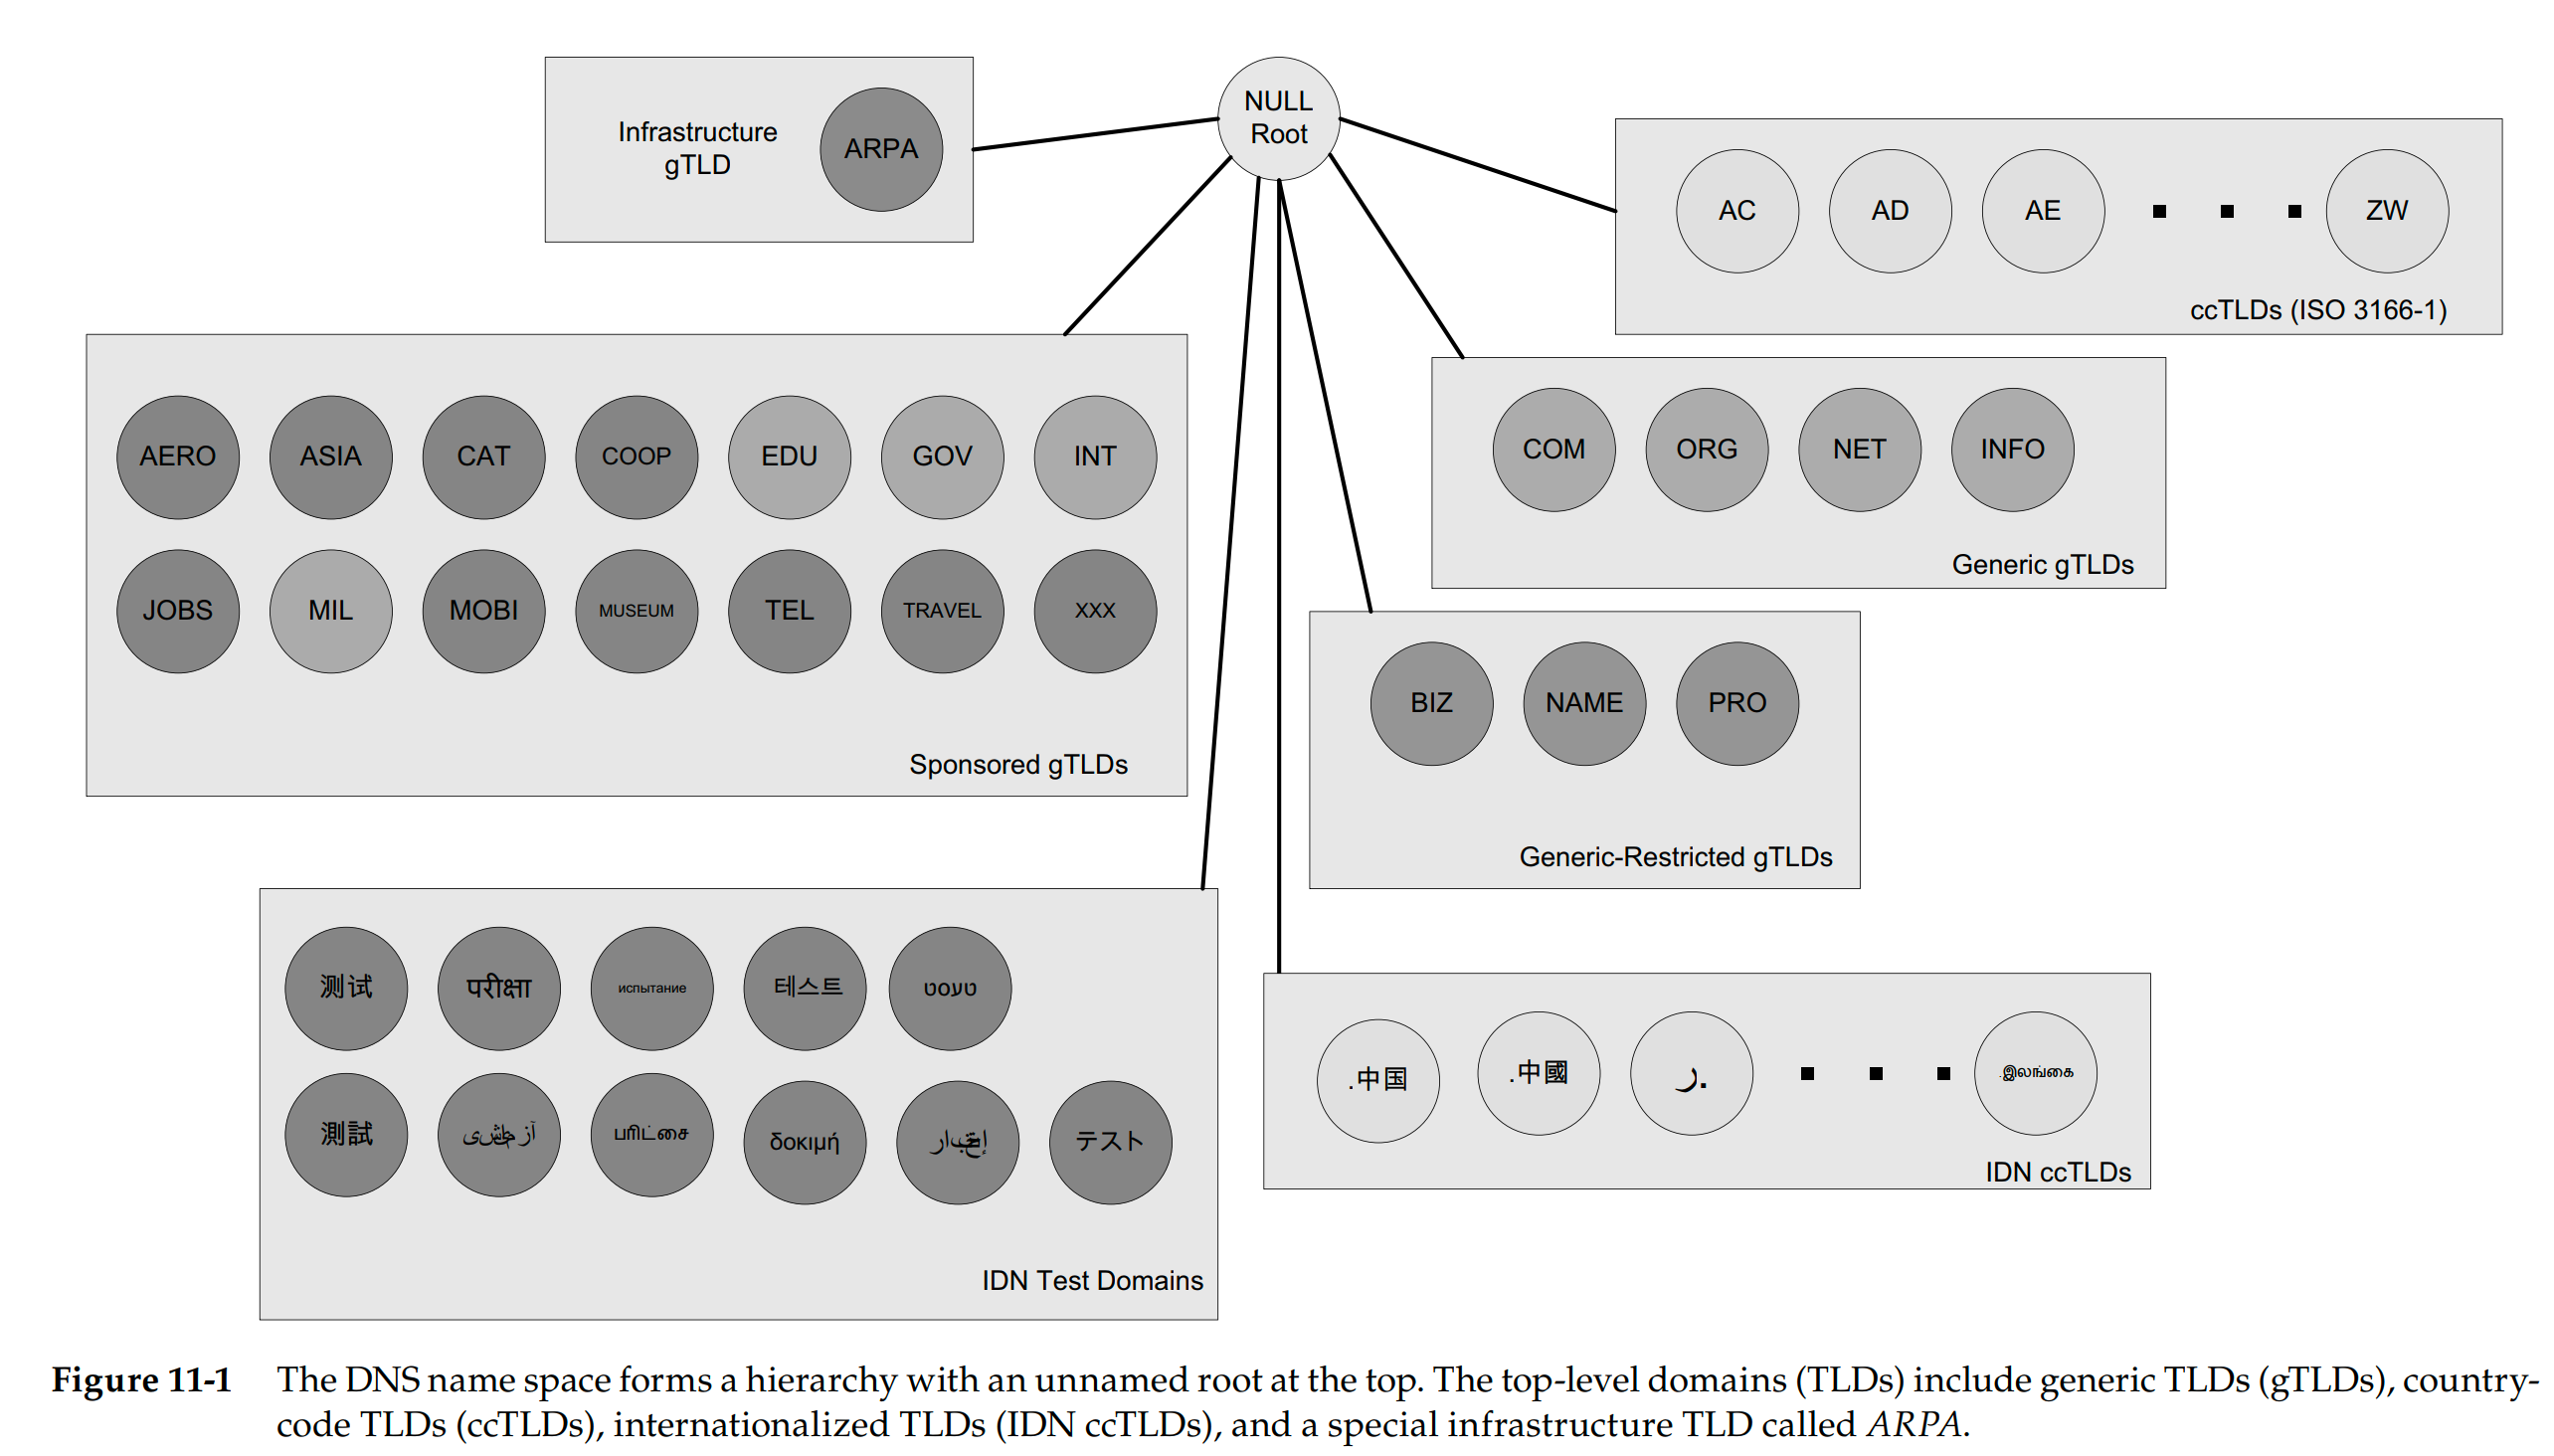 NULL
Root
Infrastructure
gTLD
ARPA
AC AD AE ZW
ccTLDs (ISO 3166-1)
AERO ASIA CAT COOP EDU GOV INT
JOBS MIL MOBI MUSEUM TEL TRAVEL XXX
Sponsored gTLDs
COM ORG NET INFO
Generic gTLDs
BIZ NAME PRO
Generic-Restricted gTLDs
测试 परीक्षा испытание 테스트 טעסט
測試 آزمایشی பரிட்சை δοκιμή إختبار テスト
IDN Test Domains
.中国 .中國 .ر .இலங்கை
IDN ccTLDs
Figure 11-1 The DNS name space forms a hierarchy with an unnamed root at the top. The top-level domains (TLDs) include generic TLDs (gTLDs), country-
code TLDs (ccTLDs), internationalized TLDs (IDN ccTLDs), and a special infrastructure TLD called ARPA.